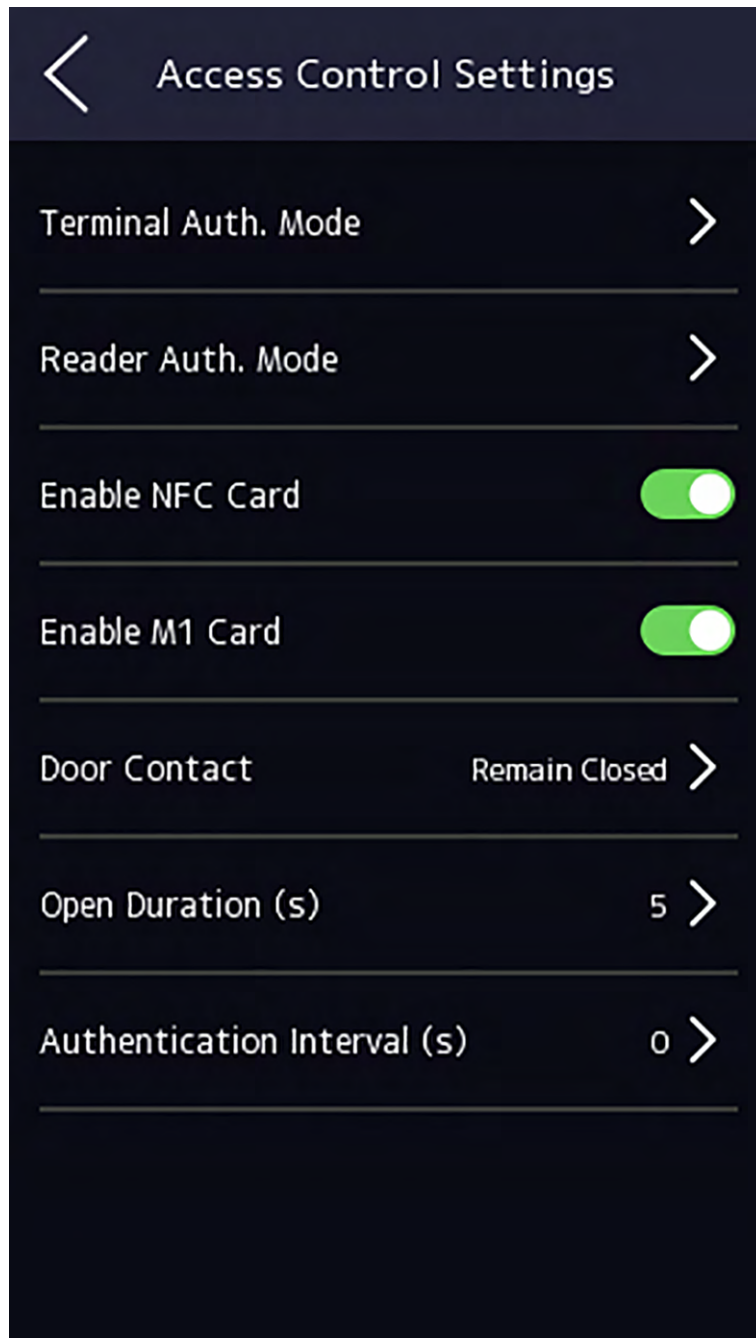 Access Control Settings
Terminal Auth. Mode
Reader Auth. Mode
Enable NFC Card
Enable M1 Card
Door Contact Remain Closed
Open Duration (s) 5
Authentication Interval (s) 0